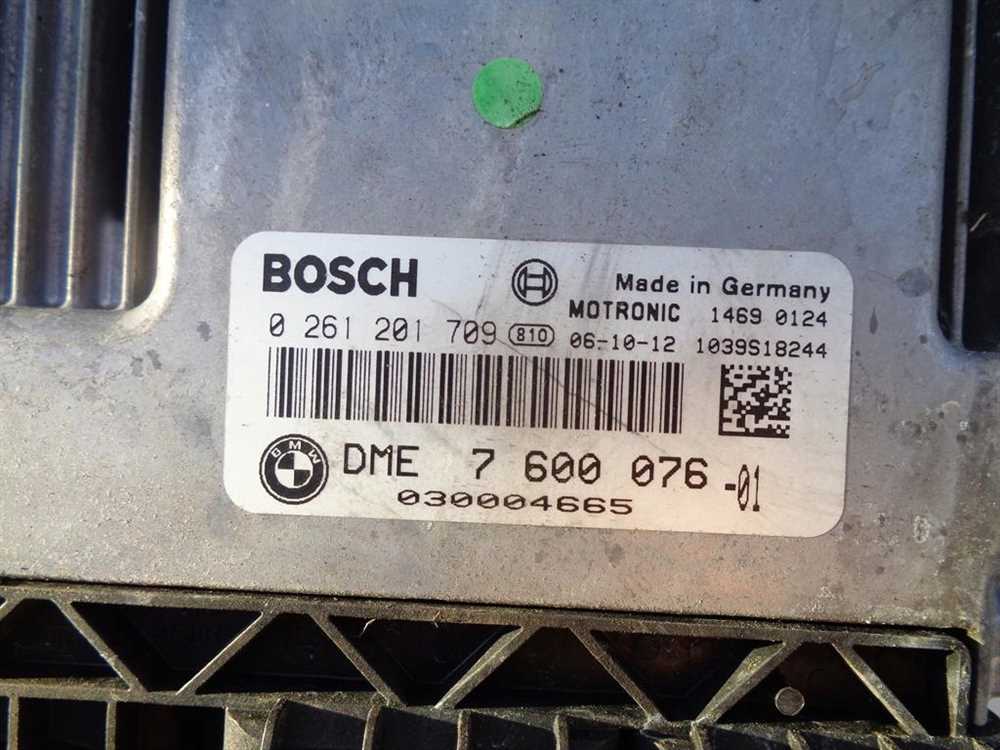 BOSCH Made in Germany
MOTRONIC 1469 0124
0 261 201 709 810 06-10-12 1039S18244
BMW DME 7 600 076 -01
030004665